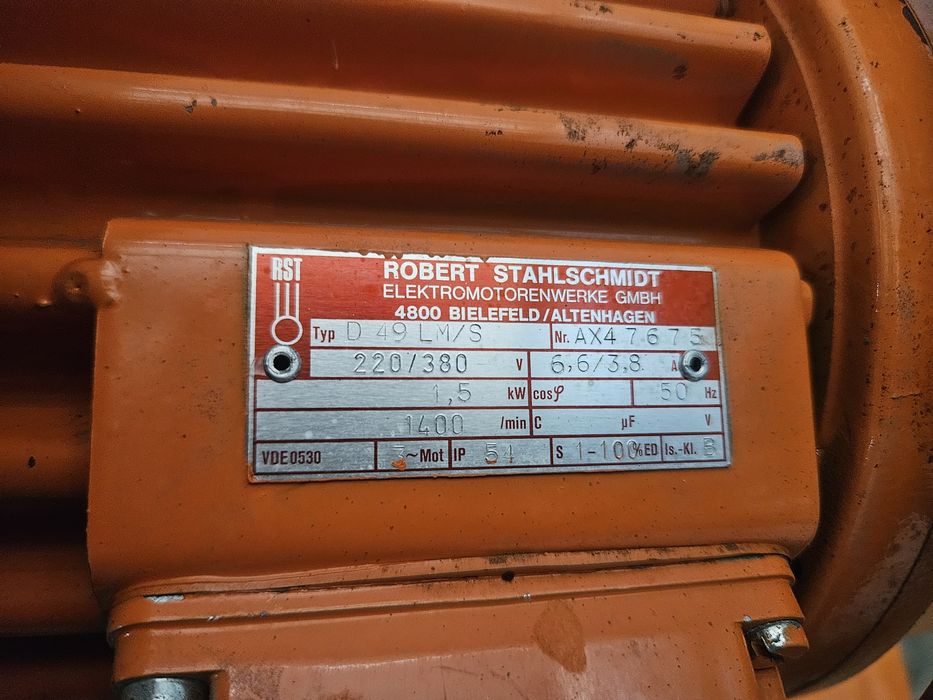 RST
ROBERT STAHLSCHMIDT
ELEKTROMOTORENWERKE GMBH
4800 BIELEFELD/ALTENHAGEN
Typ D 49 LM/S Nr. AX4 7675
220/380 V 6,6/3,8 A
1,5 kW cosφ 50 Hz
1400 /min C µF V
VDE0530 3~Mot IP 54 S 1-100%ED Is.-Kl. B